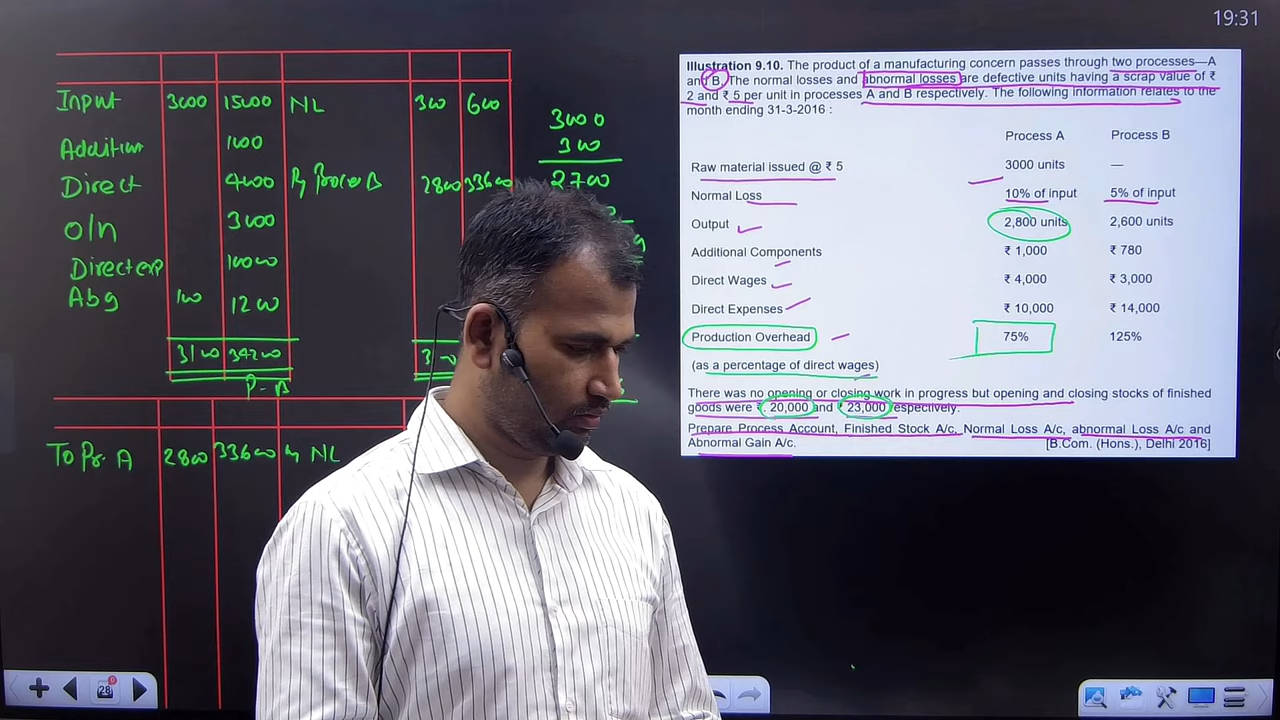 19:31
Input 3000 15000 NL 300 600
Addition 1000
Direct 4000 By Process B 2800 33600
O/n 3000
Direct exp 10000
Abg 100 1200
3100 34200
3000
300
2700
P-B
To Pr. A 2800 33600 By NL
Illustration 9.10. The product of a manufacturing concern passes through two processes—A
and B. The normal losses and abnormal losses are defective units having a scrap value of ₹
2 and ₹ 5 per unit in processes A and B respectively. The following information relates to the
month ending 31-3-2016 :
Process A Process B
Raw material issued @ ₹ 5 3000 units —
Normal Loss 10% of input 5% of input
Output 2,800 units 2,600 units
Additional Components ₹ 1,000 ₹ 780
Direct Wages ₹ 4,000 ₹ 3,000
Direct Expenses ₹ 10,000 ₹ 14,000
Production Overhead 75% 125%
(as a percentage of direct wages)
There was no opening or closing work in progress but opening and closing stocks of finished
goods were ₹. 20,000 and ₹ 23,000 respectively.
Prepare Process Account, Finished Stock A/c, Normal Loss A/c, abnormal Loss A/c and
Abnormal Gain A/c. [B.Com. (Hons.), Delhi 2016]
28